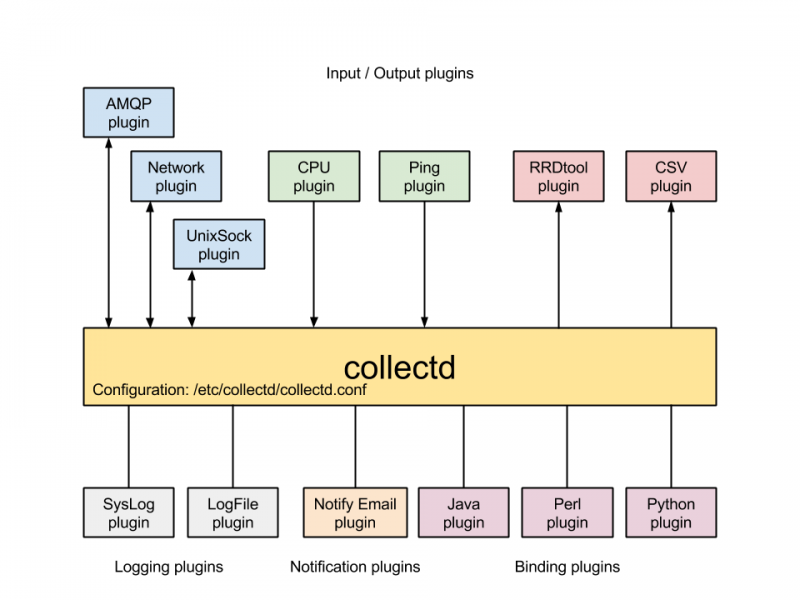 Input / Output plugins
AMQP
plugin
Network
plugin
CPU
plugin
Ping
plugin
RRDtool
plugin
CSV
plugin
UnixSock
plugin
collectd
Configuration: /etc/collectd/collectd.conf
SysLog
plugin
LogFile
plugin
Notify Email
plugin
Java
plugin
Perl
plugin
Python
plugin
Logging plugins
Notification plugins
Binding plugins